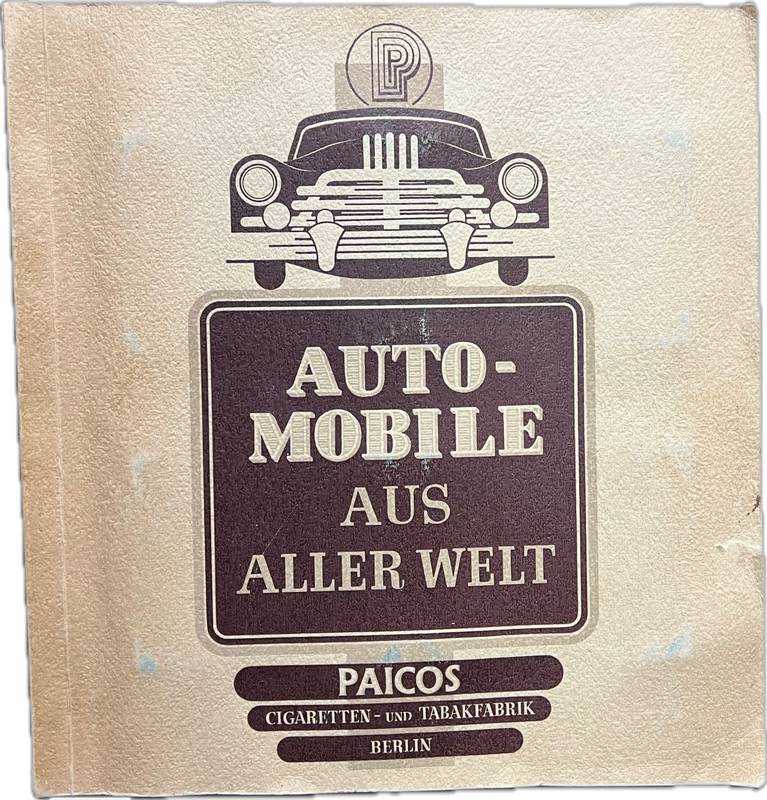 P
AUTO-
MOBILE
AUS
ALLER WELT
PAICOS
CIGARETTEN- UND TABAKFABRIK
BERLIN